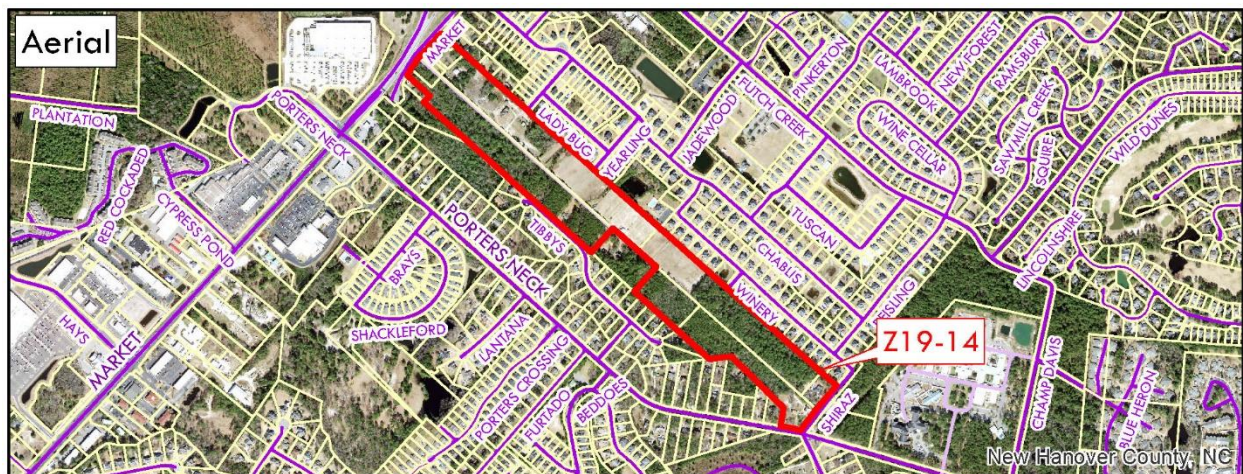 Aerial
PLANTATION
RED COCKADED
CYPRESS POND
HAYS
MARKET
PORTERS NECK
MARKET
LADY BUG
YEARLING
JADEWOOD
FUTCH CREEK
PINKERTON
LAMBROOK
NEW FOREST
RAMSBURY
WINE CELLAR
SAWMILL CREEK
SQUIRE
WILD DUNES
LINCOLNSHIRE
TUSCAN
CHABLIS
WINERY
TIBBYS
PORTERS NECK
BRAYS
SHACKLEFORD
LANTANA
PORTERS CROSSING
FURTADO
BEDDOES
SHIRAZ
Z19-14
CHAMP DAVIS
BLUE HERON
New Hanover County, NC